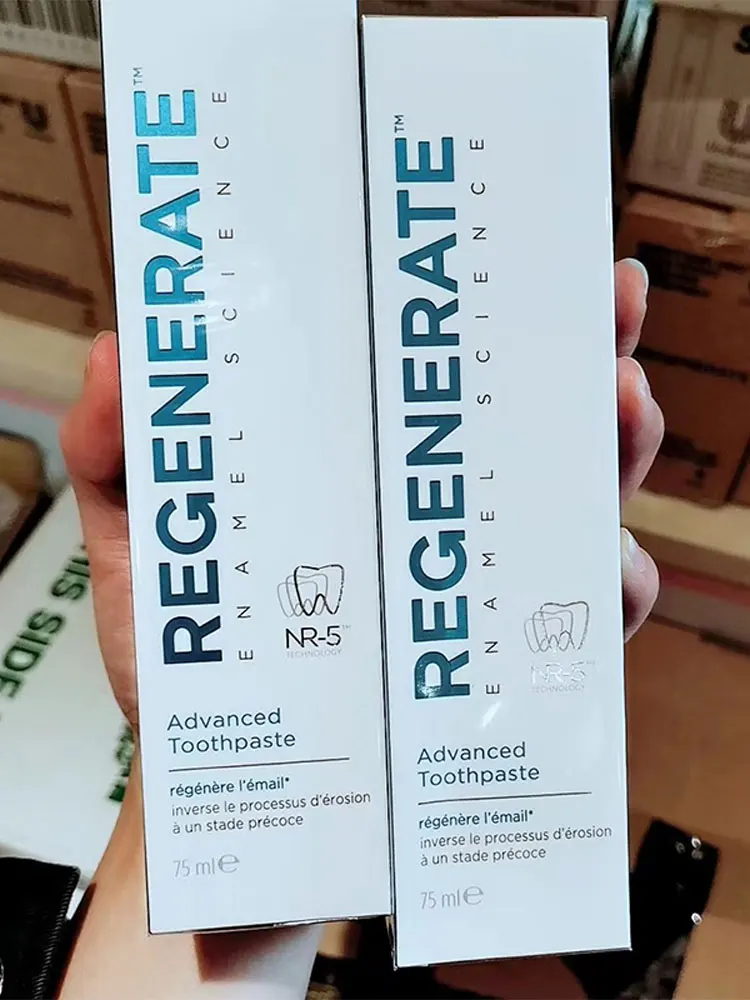 REGENERATE™
ENAMEL SCIENCE
NR-5™
TECHNOLOGY
Advanced
Toothpaste
régénère l'émail*
inverse le processus d'érosion
à un stade précoce
75 ml℮
REGENERATE™
ENAMEL SCIENCE
NR-5™
TECHNOLOGY
Advanced
Toothpaste
régénère l'émail*
inverse le processus d'érosion
à un stade précoce
75 ml℮
HIS SIDE